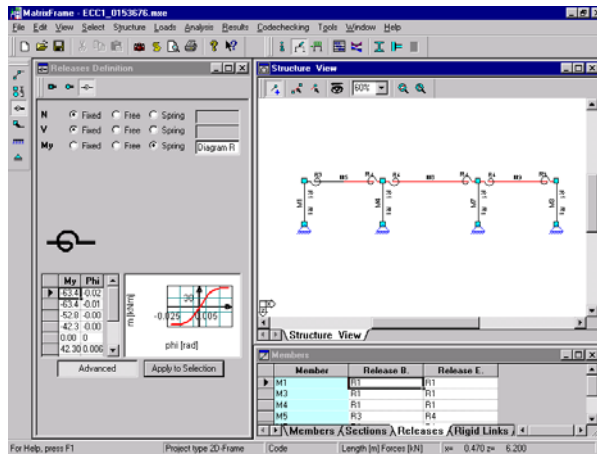 MatrixFrame - ECC1_0153676.mxe
File Edit View Select Structure Loads Analysis Results Codechecking Tools Window Help
Releases Definition
N Fixed Free Spring
V Fixed Free Spring
My Fixed Free Spring Diagram R
My Phi
-63.4 -0.02
-63.4 -0.01
-52.8 -0.00
-42.3 -0.00
0.00 0
42.30 0.006
m [kNm]
30
-0.025 0.005
phi [rad]
Advanced Apply to Selection
Structure View
60%
Structure View
Members
Member Release B. Release E.
M1 R1 R1
M3 R1 R1
M4 R1 R1
M5 R3 R4
Members Sections Releases Rigid Links
For Help, press F1 Project type 2D-Frame Code Length [m] Forces [kN] x= 0.470 z= 6.200